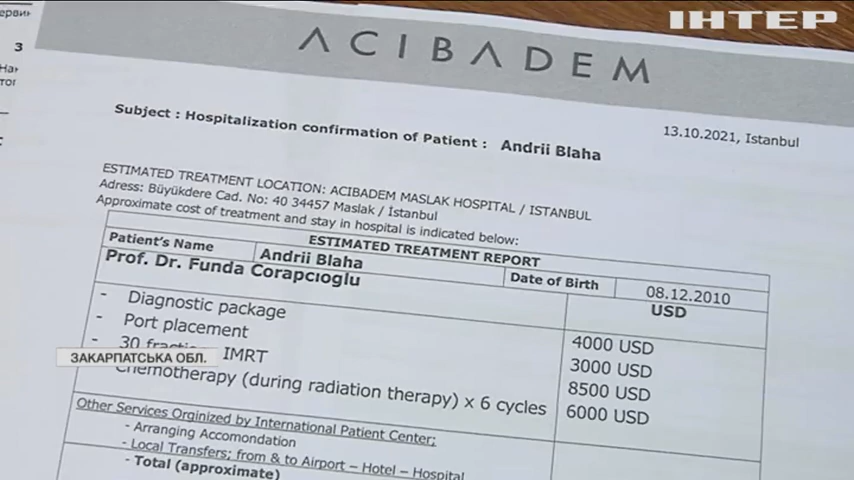 ІНТЕР
ACIBADEM
13.10.2021, Istanbul
Subject : Hospitalization confirmation of Patient : Andrii Blaha
ESTIMATED TREATMENT LOCATION: ACIBADEM MASLAK HOSPITAL / ISTANBUL
Adress: Büyükdere Cad. No: 40 34457 Maslak / İstanbul
Approximate cost of treatment and stay in hospital is indicated below:
ESTIMATED TREATMENT REPORT
Patient's Name Andrii Blaha Date of Birth 08.12.2010
Prof. Dr. Funda Corapcıoglu USD
- Diagnostic package 4000 USD
- Port placement 3000 USD
- 30 IMRT 8500 USD
Chemotherapy (during radiation therapy) x 6 cycles 6000 USD
ЗАКАРПАТСЬКА ОБЛ.
Other Services Orginized by International Patient Center;
- Arranging Accomondation
- Local Transfers; from & to Airport – Hotel – Hospital
- Total (approximate)